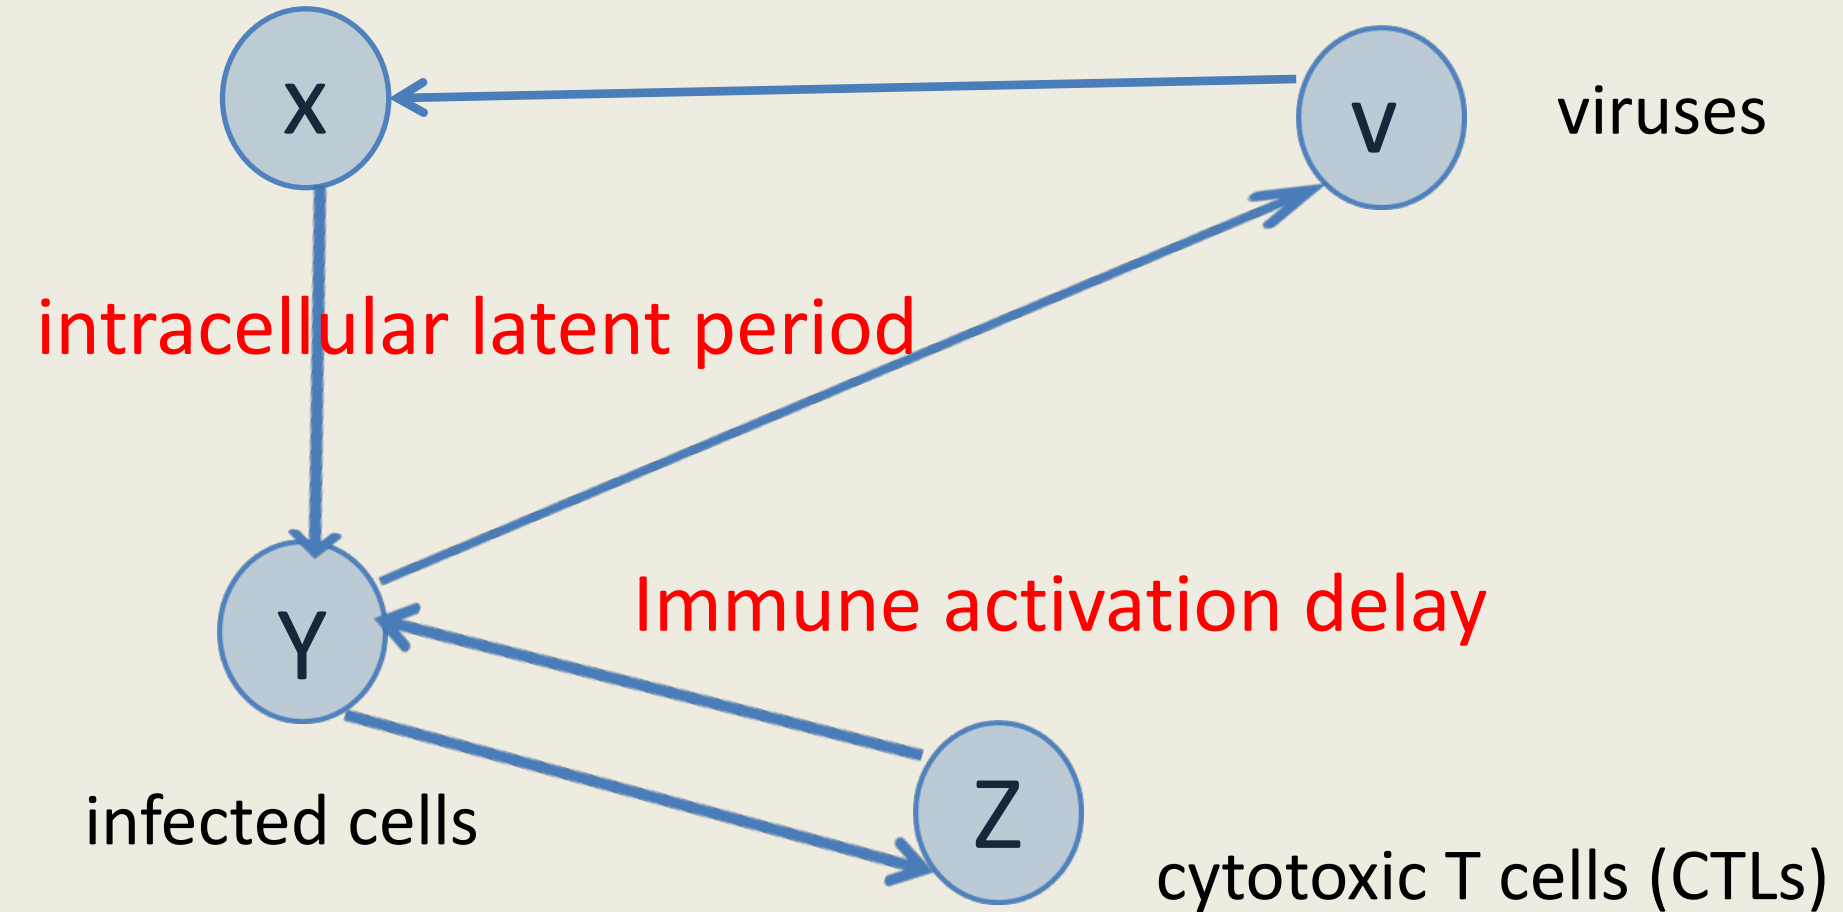 X
V
viruses
intracellular latent period
Immune activation delay
Y
infected cells
Z
cytotoxic T cells (CTLs)